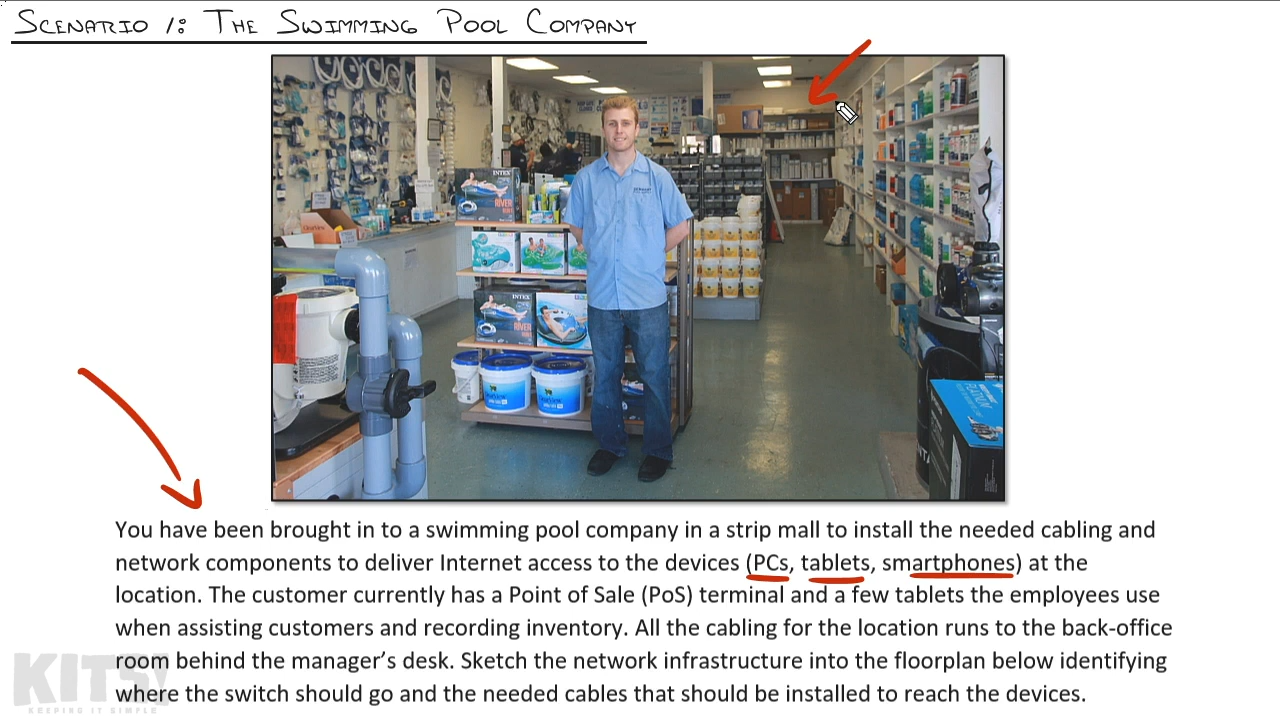 Scenario 1: The Swimming Pool Company
INTEX
RIVER
INTEX
RIVER
You have been brought in to a swimming pool company in a strip mall to install the needed cabling and
network components to deliver Internet access to the devices (PCs, tablets, smartphones) at the
location. The customer currently has a Point of Sale (PoS) terminal and a few tablets the employees use
when assisting customers and recording inventory. All the cabling for the location runs to the back-office
room behind the manager's desk. Sketch the network infrastructure into the floorplan below identifying
where the switch should go and the needed cables that should be installed to reach the devices.
KITS!
KEEPING IT SIMPLE